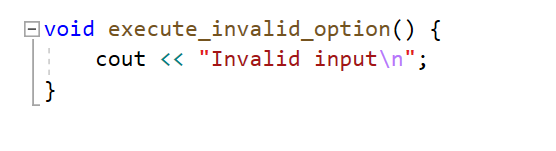 void execute_invalid_option() {
    cout << "Invalid input\n";
}